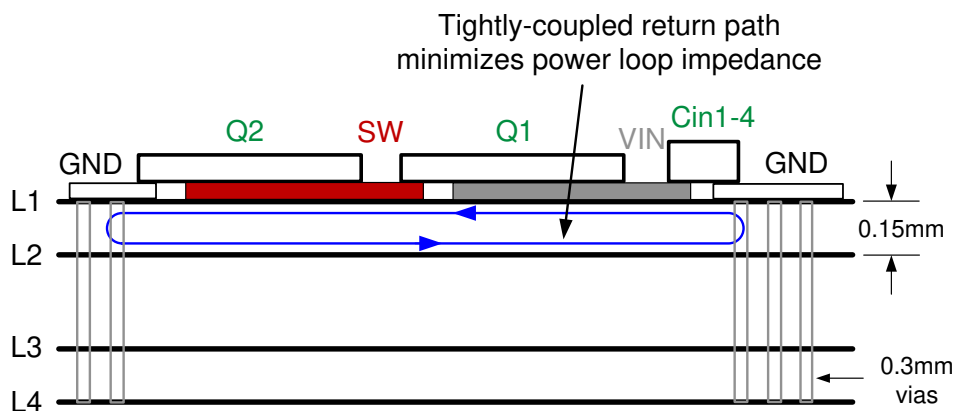 Tightly-coupled return path
minimizes power loop impedance
Q2
SW
Q1
VIN
Cin1-4
GND
GND
L1
0.15mm
L2
L3
0.3mm
vias
L4